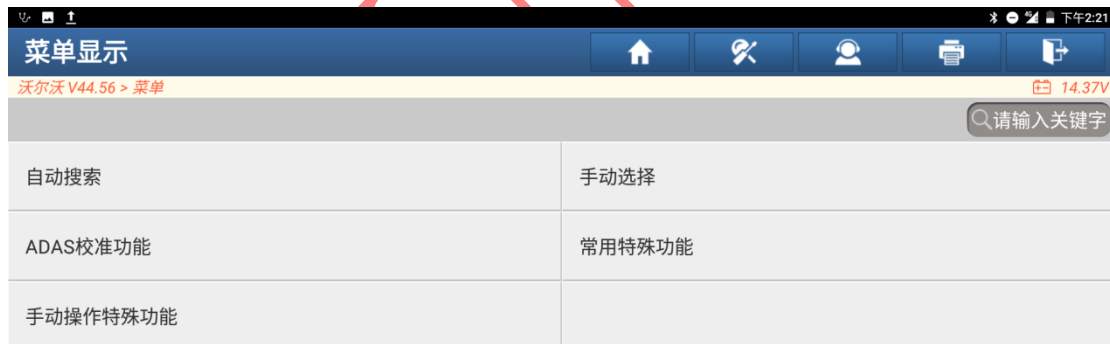 下午2:21
菜单显示
沃尔沃 V44.56 > 菜单
14.37V
请输入关键字
自动搜索
手动选择
ADAS校准功能
常用特殊功能
手动操作特殊功能